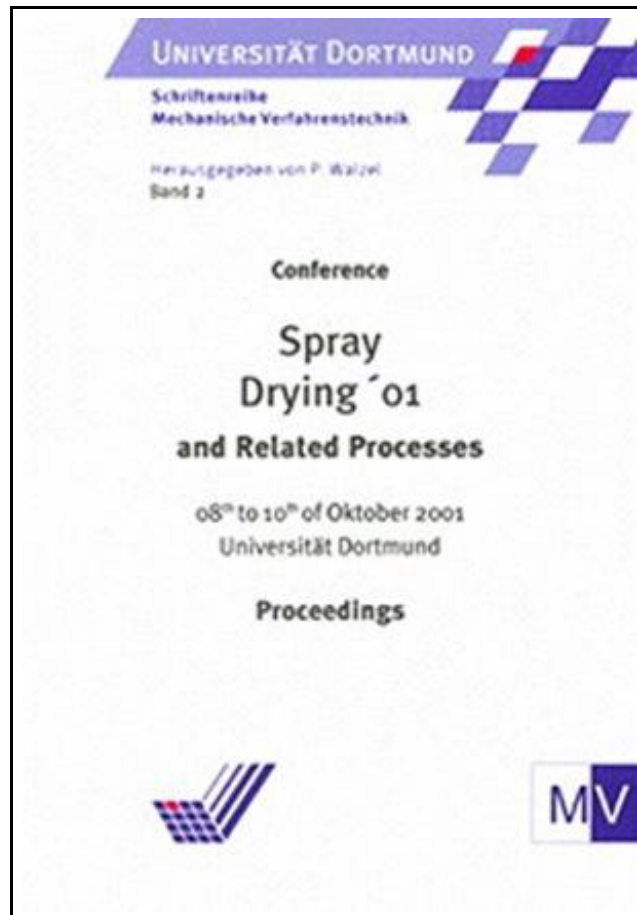 UNIVERSITÄT DORTMUND
Schriftenreihe
Mechanische Verfahrenstechnik
Herausgegeben von P. Walzel
Band 2
Conference
Spray
Drying ´01
and Related Processes
08th to 10th of Oktober 2001
Universität Dortmund
Proceedings
MV